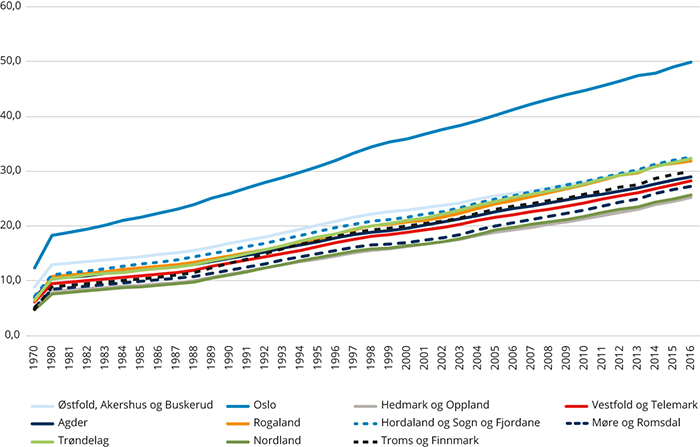 60,0
50,0
40,0
30,0
20,0
10,0
0,0
1970 1980 1981 1982 1983 1984 1985 1986 1987 1988 1989 1990 1991 1992 1993 1994 1995 1996 1997 1998 1999 2000 2001 2002 2003 2004 2005 2006 2007 2008 2009 2010 2011 2012 2013 2014 2015 2016
Østfold, Akershus og Buskerud Oslo Hedmark og Oppland Vestfold og Telemark
Agder Rogaland Hordaland og Sogn og Fjordane Møre og Romsdal
Trøndelag Nordland Troms og Finnmark